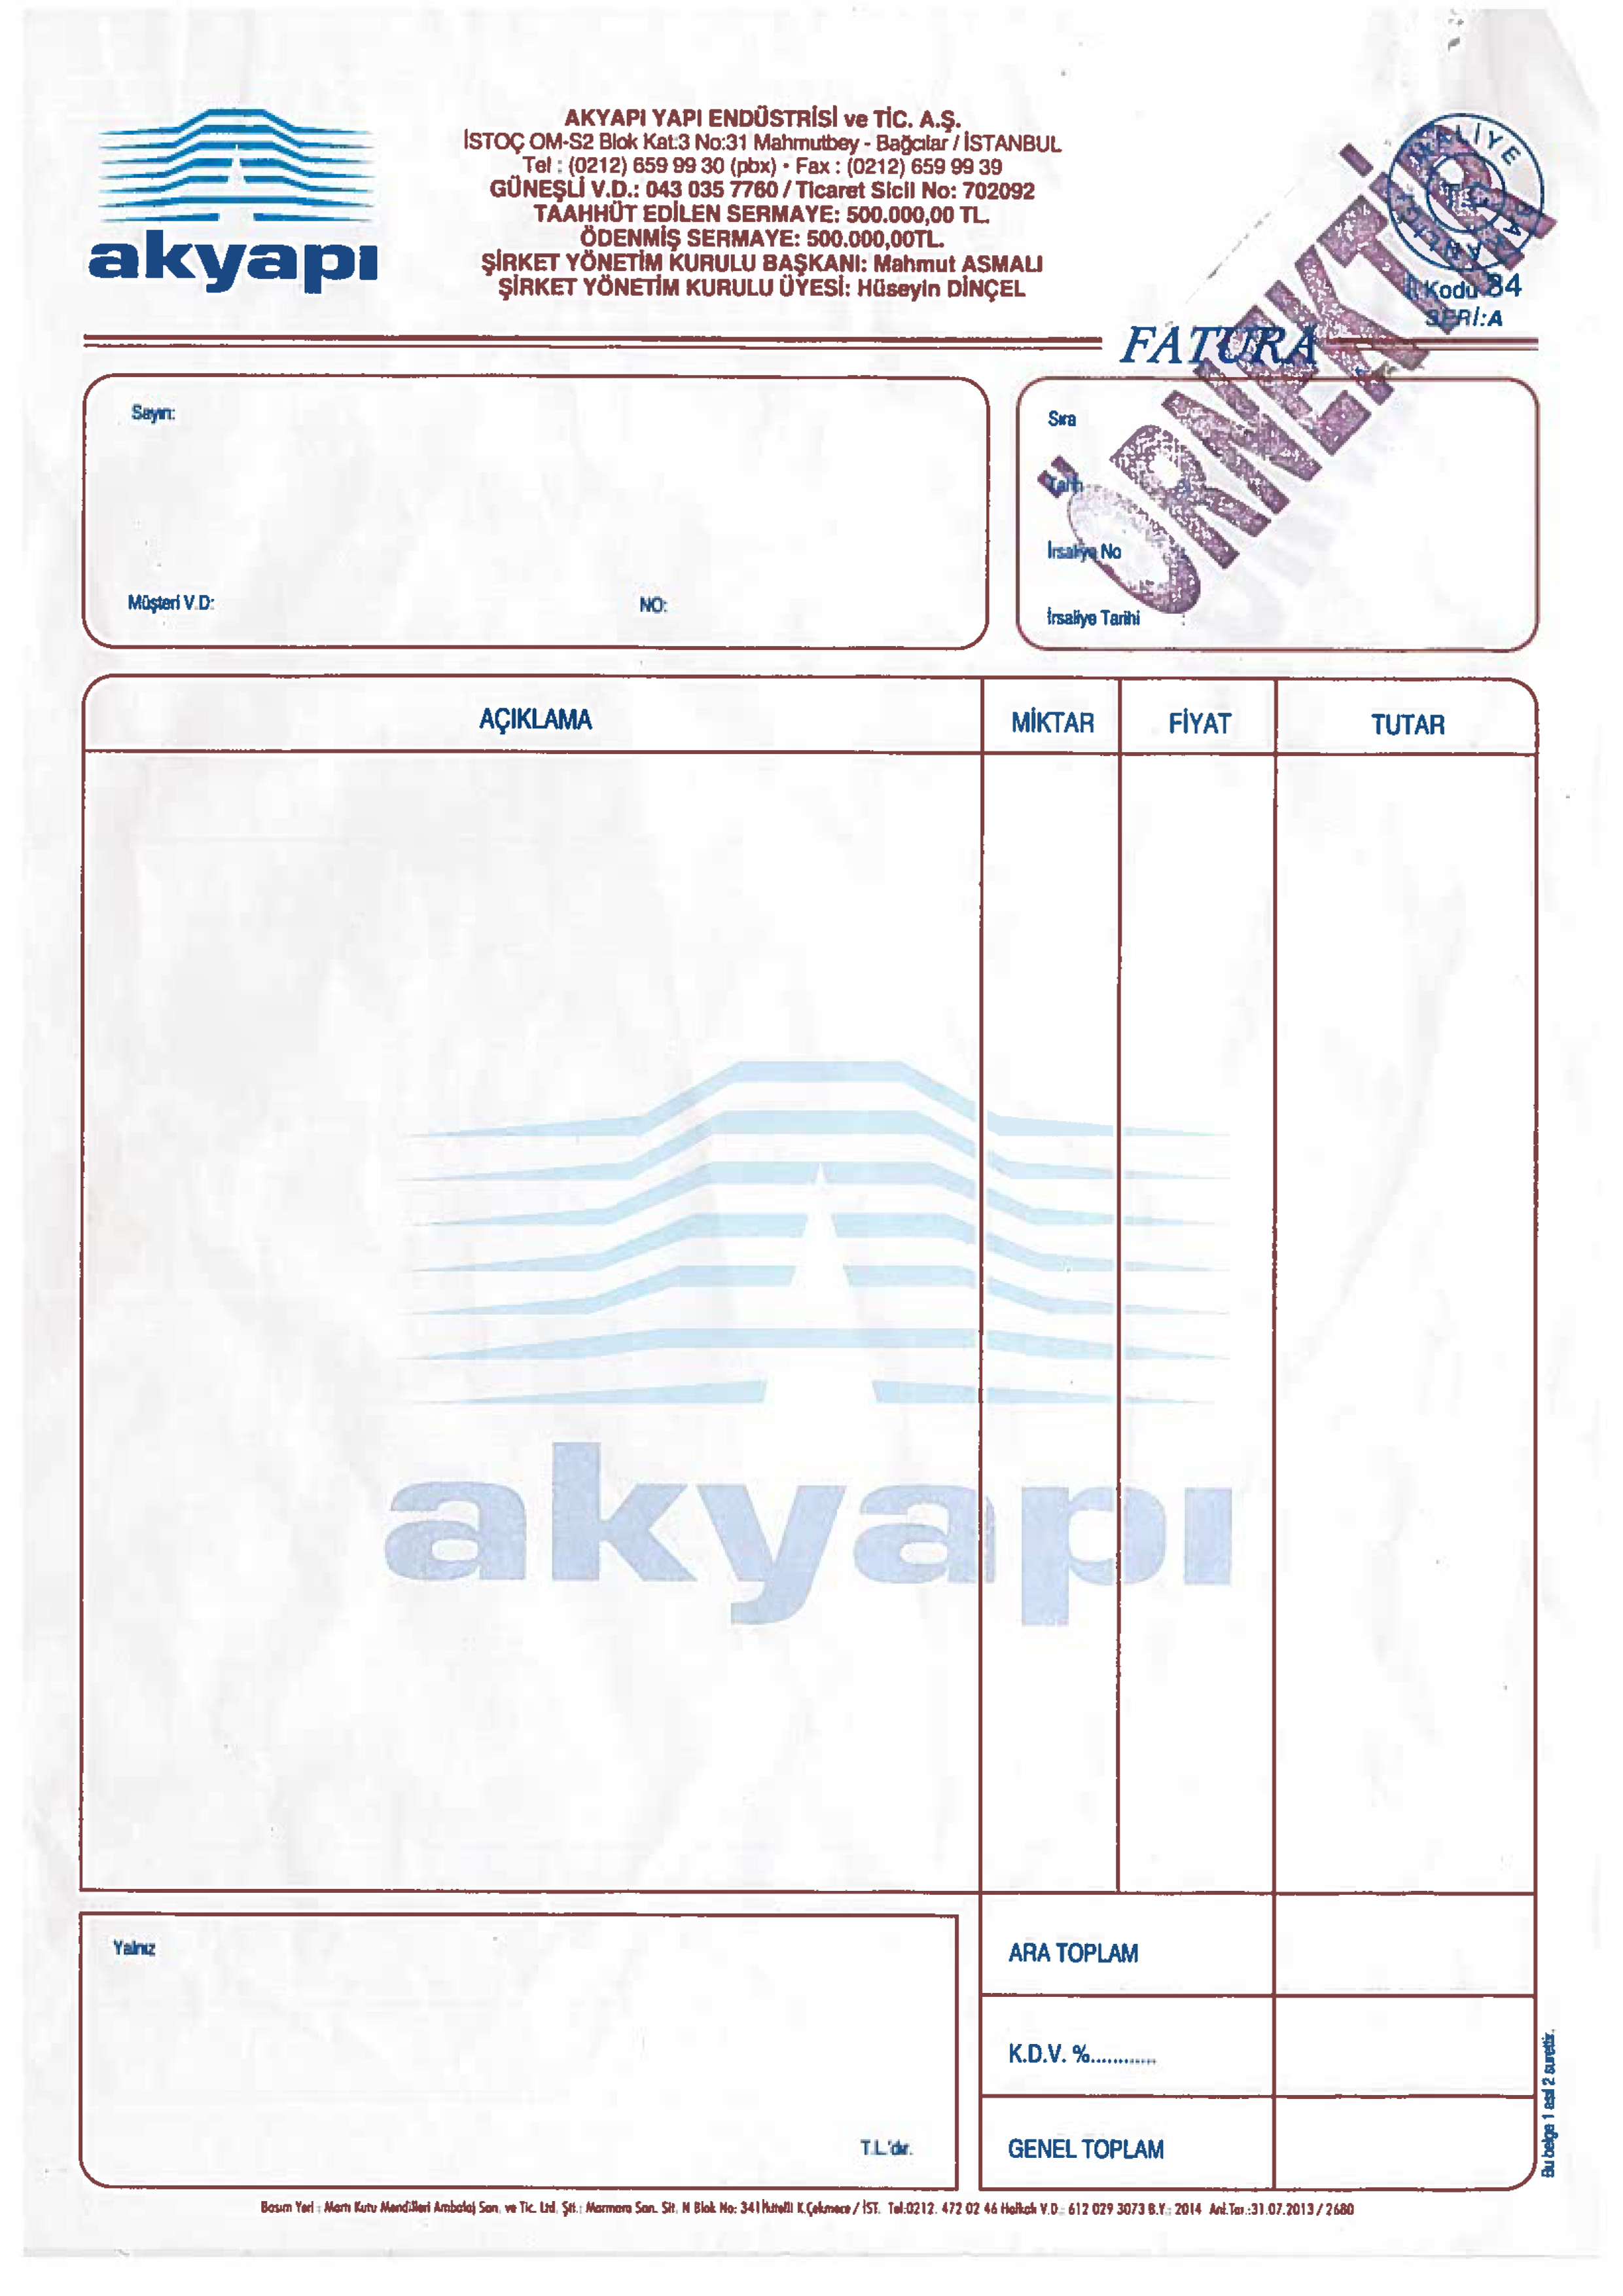 akyapı
AKYAPI YAPI ENDÜSTRİSİ ve TİC. A.Ş.
İSTOÇ OM-S2 Blok Kat:3 No:31 Mahmutbey - Bağcılar / İSTANBUL
Tel : (0212) 659 99 30 (pbx) • Fax : (0212) 659 99 39
GÜNEŞLİ V.D.: 043 035 7760 / Ticaret Sicil No: 702092
TAAHHÜT EDİLEN SERMAYE: 500.000,00 TL.
ÖDENMİŞ SERMAYE: 500.000,00TL.
ŞİRKET YÖNETİM KURULU BAŞKANI: Mahmut ASMALI
ŞİRKET YÖNETİM KURULU ÜYESİ: Hüseyin DİNÇEL
MALİYE
T.C.
Kodu 34
SERİ:A
FATURA
ÖRNEKTİR
Sayın:
Müşteri V.D:
NO:
Sıra
Tarih
İrsaliye No
İrsaliye Tarihi :
AÇIKLAMA
MİKTAR
FİYAT
TUTAR
akyapı
Yalnız
T.L'dır.
ARA TOPLAM
K.D.V. %............
GENEL TOPLAM
Bu belge 1 asıl 2 surettir.
Basım Yeri : Martı Kutu Mendilleri Ambalaj San. ve Tic. Ltd. Şti.: Marmara San. Sit. N Blok No: 34 İkitelli K.Çekmece / İST. Tel:0212. 472 02 46 Halkalı V.D.: 612 029 3073 B.Y.: 2014 Anl.Tar.:31.07.2013 / 2680